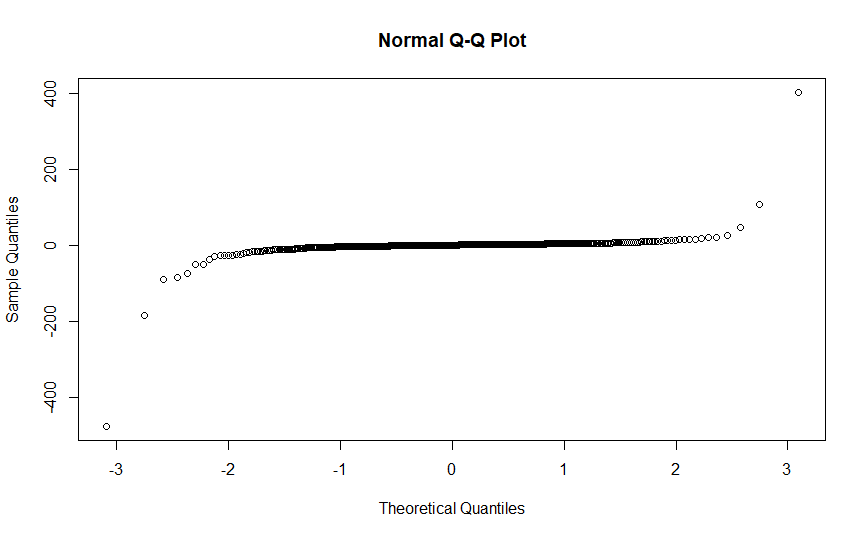 Normal Q-Q Plot
Sample Quantiles
400
200
0
-200
-400
-3 -2 -1 0 1 2 3
Theoretical Quantiles